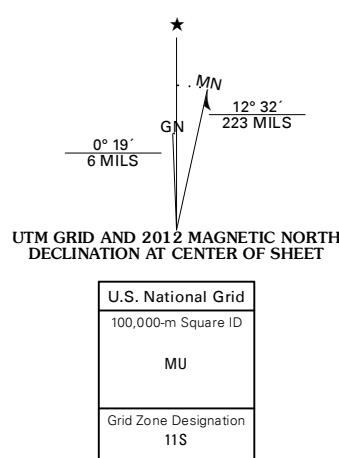 ★
MN
12° 32´
223 MILS
GN
0° 19´
6 MILS
UTM GRID AND 2012 MAGNETIC NORTH
DECLINATION AT CENTER OF SHEET
U.S. National Grid
100,000-m Square ID
MU
Grid Zone Designation
11S